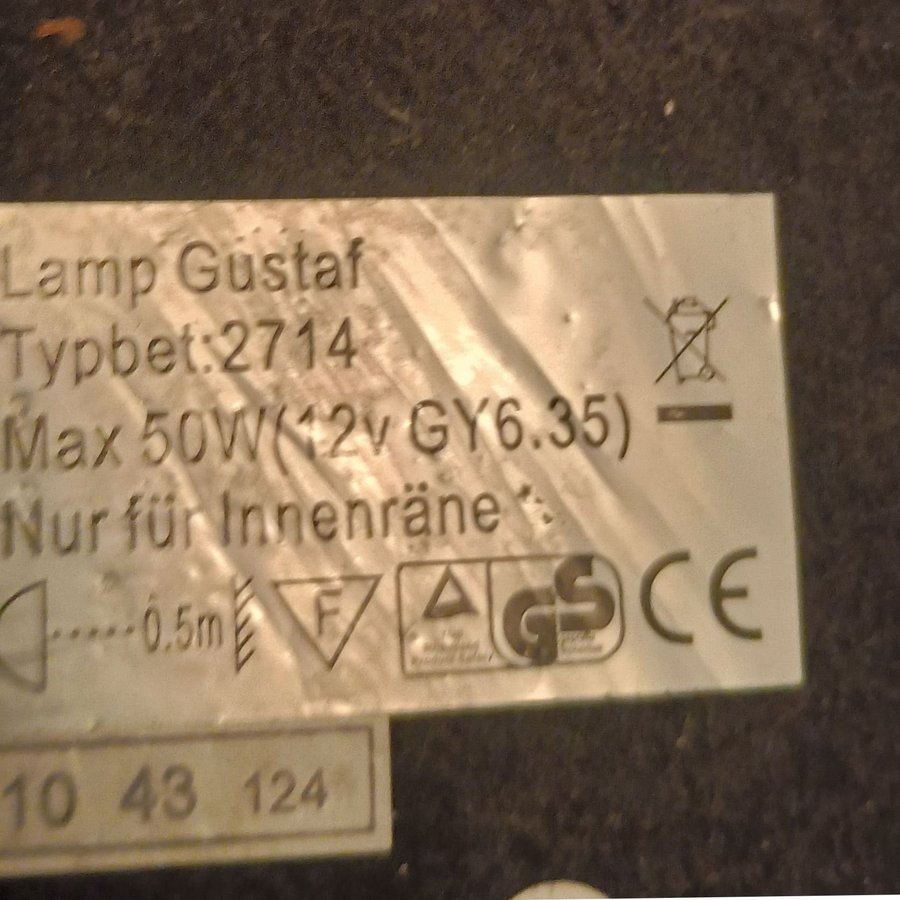 Lamp Gustaf
Typbet:2714
Max 50W(12v GY6.35)
Nur für Innenräne
0.5m
F
GS
CE
10 43 124